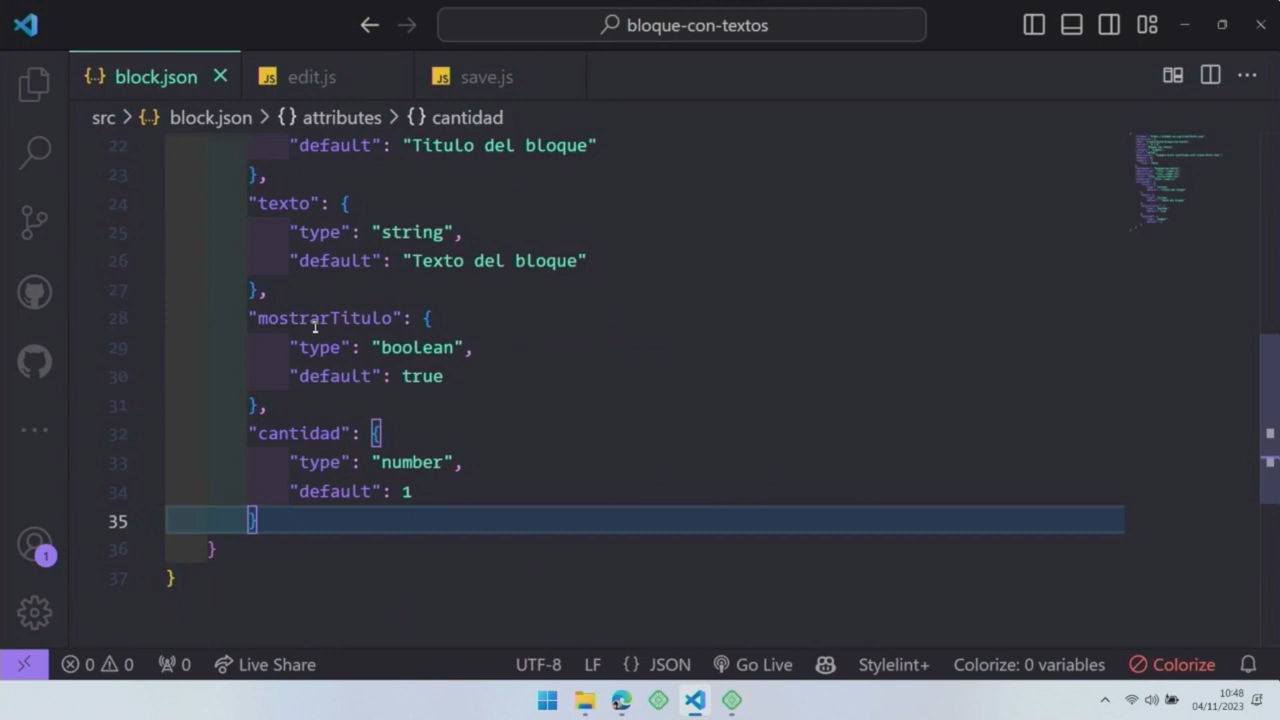 bloque-con-textos
block.json
JS edit.js
JS save.js
src > {..} block.json > {} attributes > {} cantidad
22 "default": "Titulo del bloque"
23 },
24 "texto": {
25 "type": "string",
26 "default": "Texto del bloque"
27 },
28 "mostrarTitulo": {
29 "type": "boolean",
30 "default": true
31 },
32 "cantidad": {
33 "type": "number",
34 "default": 1
35 }
36 }
37 }
1
0 0 0 Live Share UTF-8 LF {} JSON Go Live Stylelint+ Colorize: 0 variables Colorize
10:48
04/11/2023